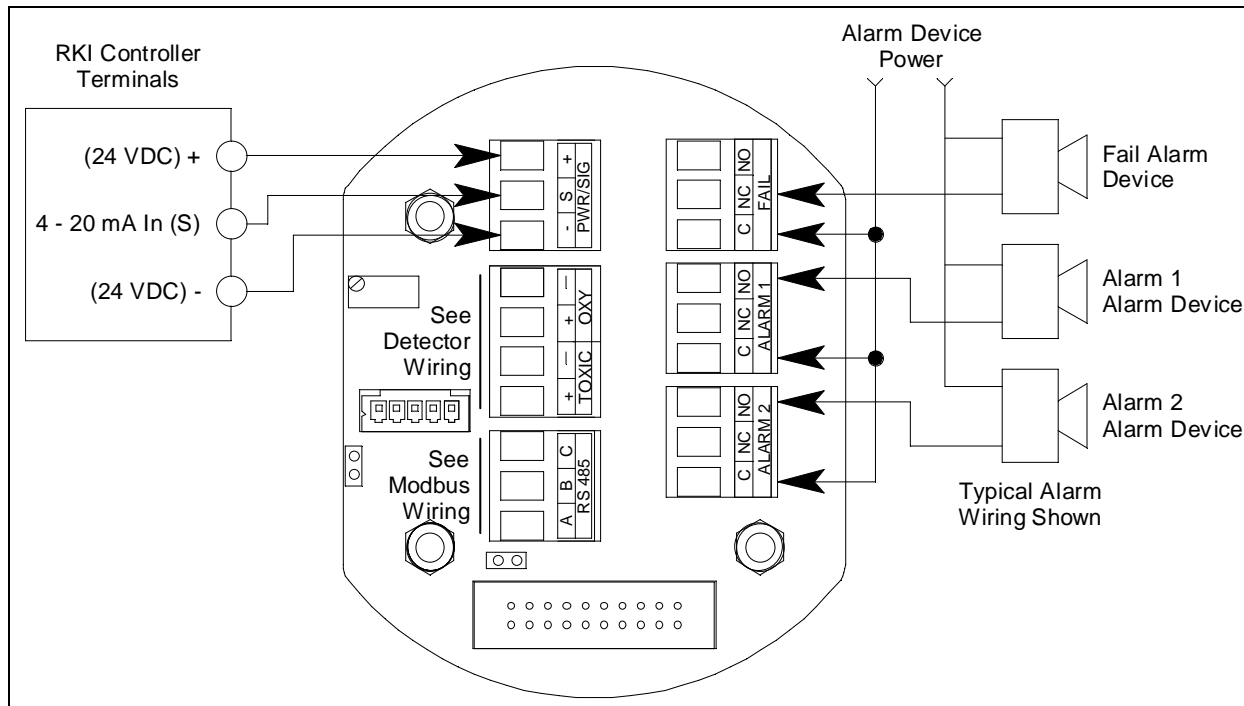 RKI Controller
Terminals
(24 VDC) +
4 - 20 mA In (S)
(24 VDC) -
+
S
-
PWR/SIG
See
Detector
Wiring
–
+
OXY
–
+
TOXIC
See
Modbus
Wiring
C
B
A
RS 485
NO
NC
C
FAIL
NO
NC
C
ALARM 1
NO
NC
C
ALARM 2
Alarm Device
Power
Fail Alarm
Device
Alarm 1
Alarm Device
Alarm 2
Alarm Device
Typical Alarm
Wiring Shown